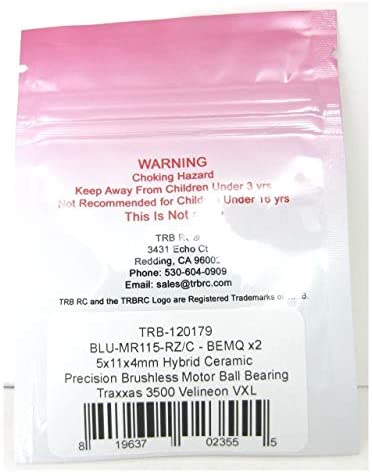 WARNING
Choking Hazard
Keep Away From Children Under 3 yrs
Not Recommended for Children Under 16 yrs
This Is Not
TRB
3431 Echo Ct
Redding, CA 96002
Phone: 530-604-0909
Email: sales@trbrc.com
TRB RC and the TRBRC Logo are Registered Trademarks of
TRB-120179
BLU-MR115-RZ/C - BEMQ x2
5x11x4mm Hybrid Ceramic
Precision Brushless Motor Ball Bearing
Traxxas 3500 Velineon VXL
8 19637 02355 5